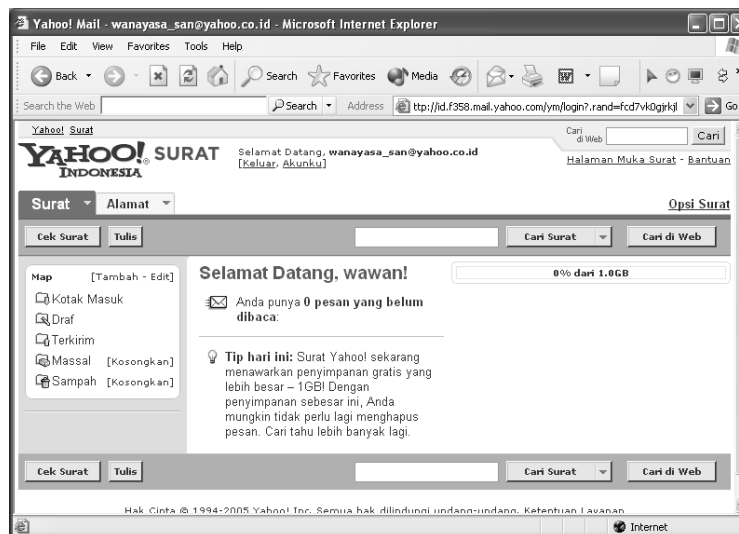 Yahoo! Mail - wanayasa_san@yahoo.co.id - Microsoft Internet Explorer
File Edit View Favorites Tools Help
Back Search Favorites Media
Search the Web Search Address ttp://id.f358.mail.yahoo.com/ym/login?.rand=fcd7vk0gjrkjl Go
Yahoo! Surat
Cari di Web Cari
YAHOO! SURAT
INDONESIA
Selamat Datang, wanayasa_san@yahoo.co.id
[Keluar, Akunku]
Halaman Muka Surat - Bantuan
Surat Alamat Opsi Surat
Cek Surat Tulis Cari Surat Cari di Web
Map [Tambah - Edit]
Kotak Masuk
Draf
Terkirim
Massal [Kosongkan]
Sampah [Kosongkan]
Selamat Datang, wawan!
Anda punya 0 pesan yang belum
dibaca:
Tip hari ini: Surat Yahoo! sekarang
menawarkan penyimpanan gratis yang
lebih besar – 1GB! Dengan
penyimpanan sebesar ini, Anda
mungkin tidak perlu lagi menghapus
pesan. Cari tahu lebih banyak lagi.
0% dari 1.0GB
Cek Surat Tulis Cari Surat Cari di Web
Hak Cipta © 1994-2005 Yahoo! Inc. Semua hak dilindungi undang-undang. Ketentuan Layanan
Internet